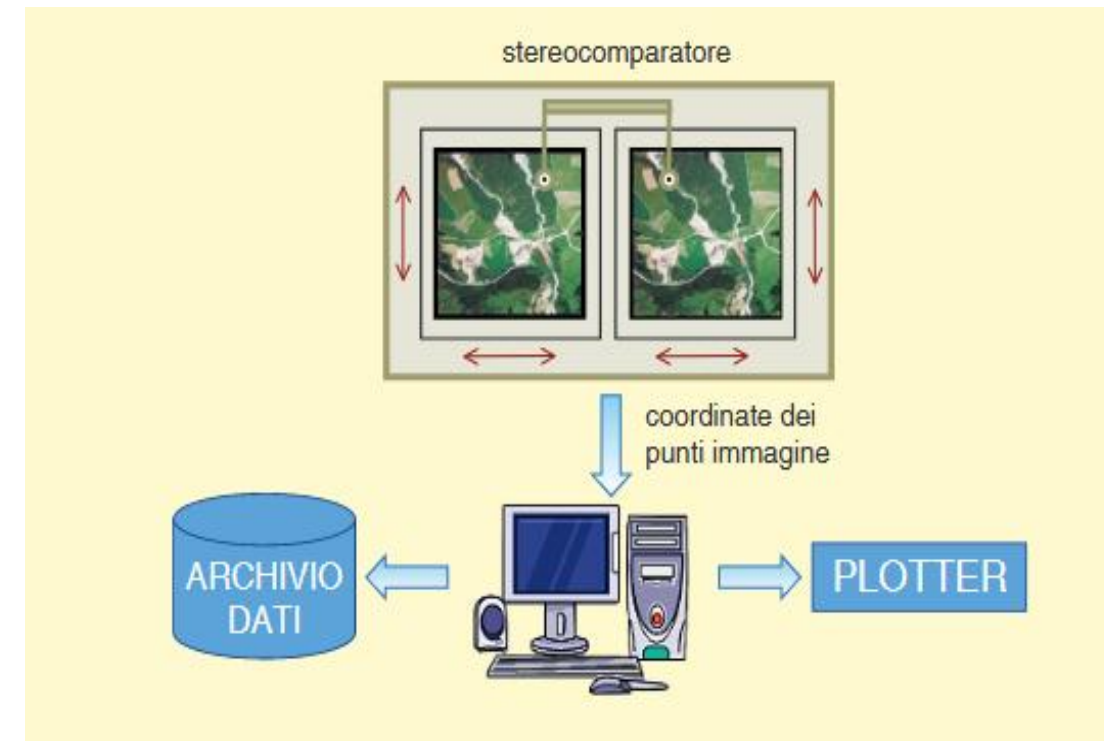 stereocomparatore
coordinate dei
punti immagine
ARCHIVIO
DATI
PLOTTER